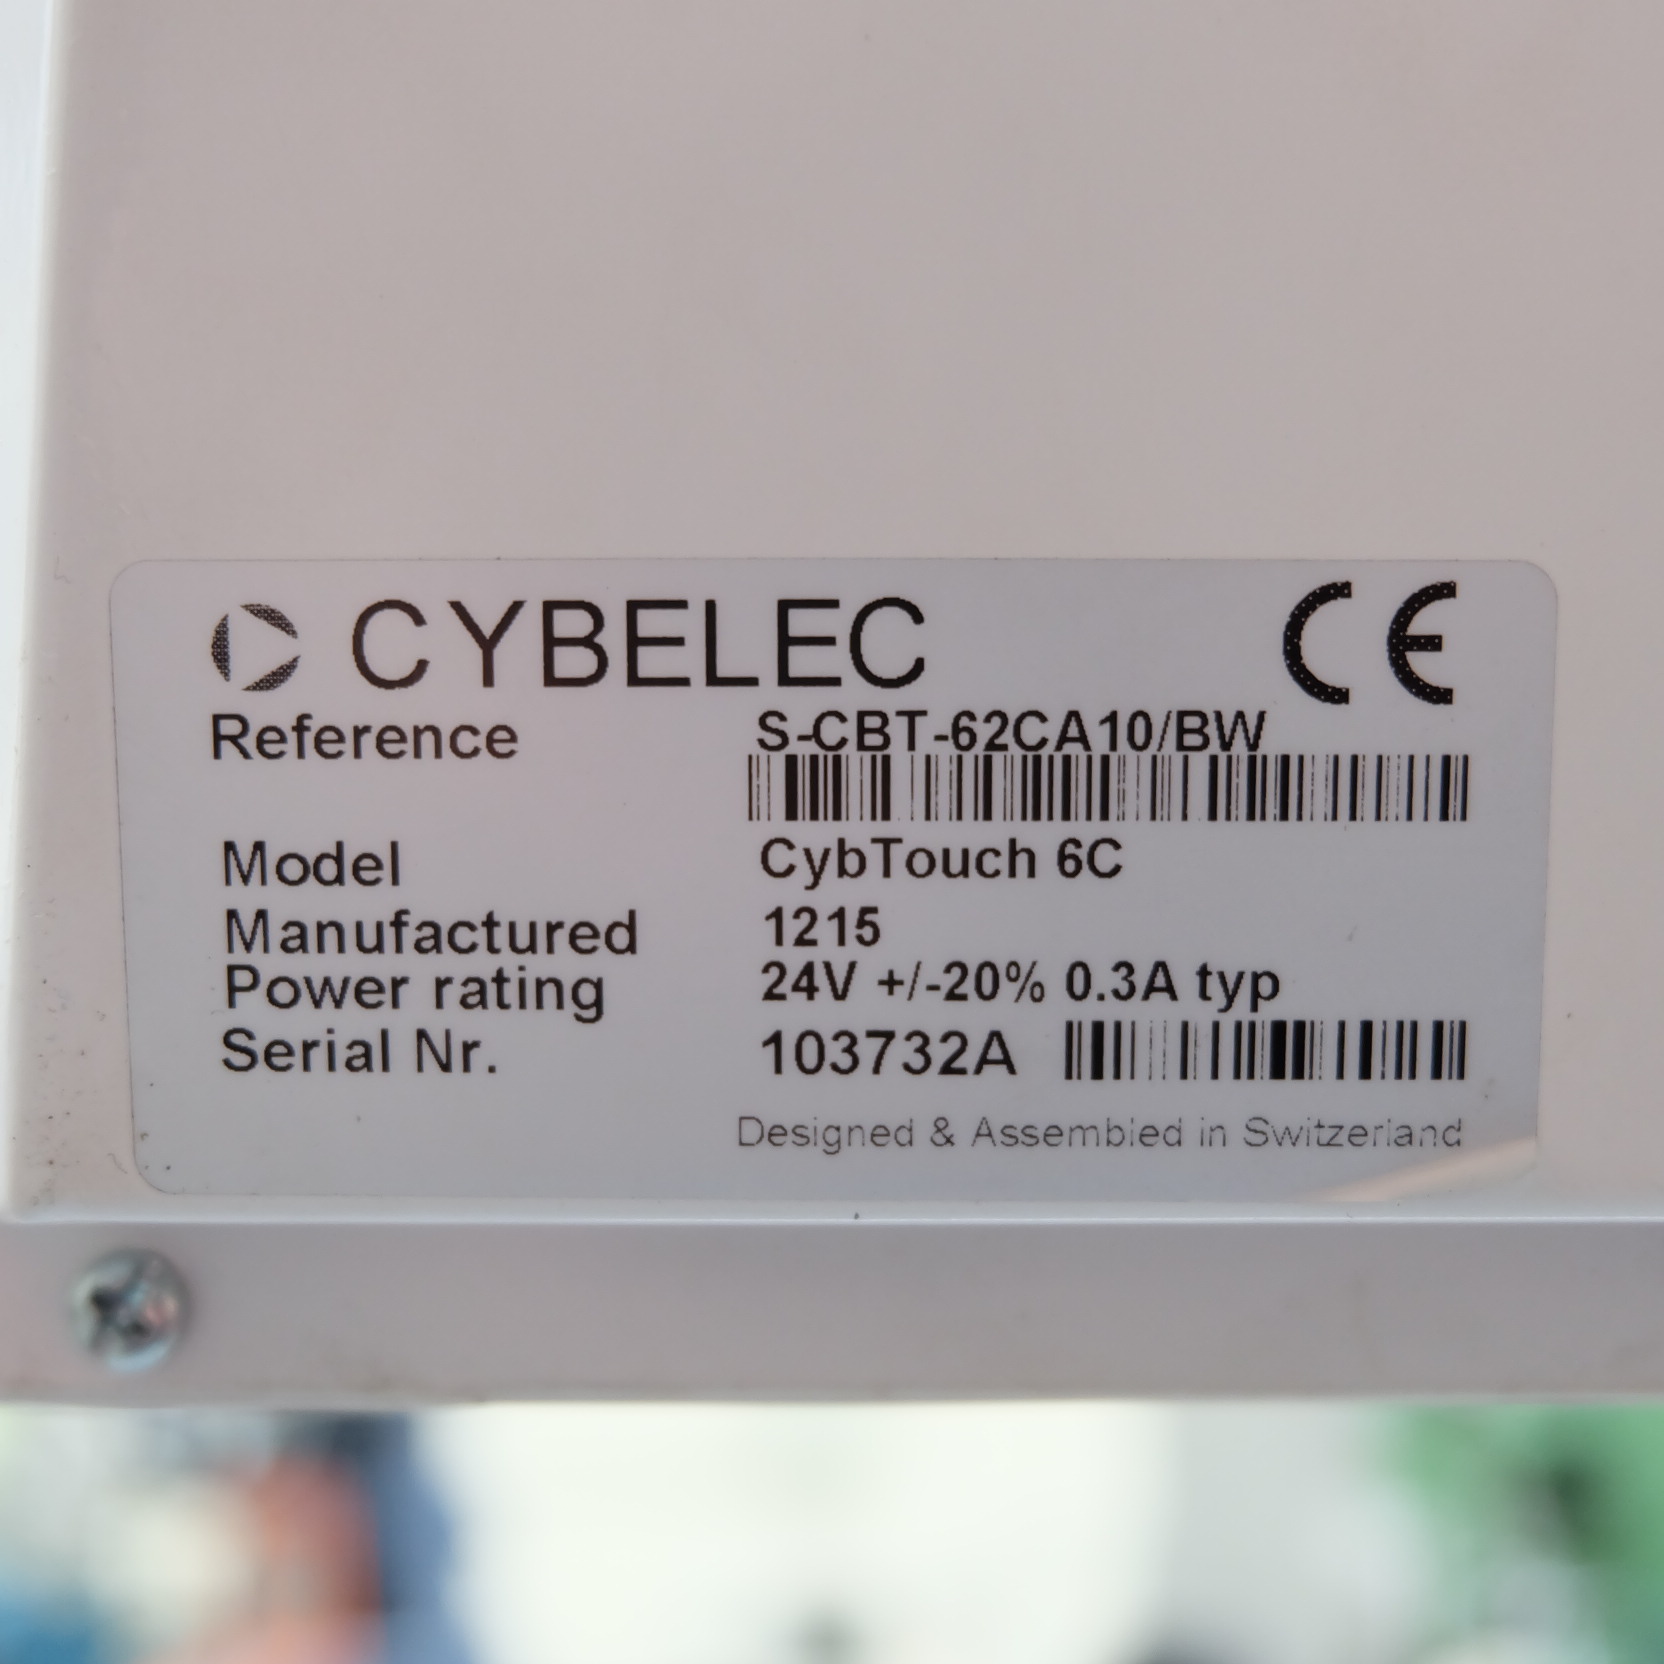 CYBELEC CE
Reference S-CBT-62CA10/BW
Model CybTouch 6C
Manufactured 1215
Power rating 24V +/-20% 0.3A typ
Serial Nr. 103732A
Designed & Assembled in Switzerland